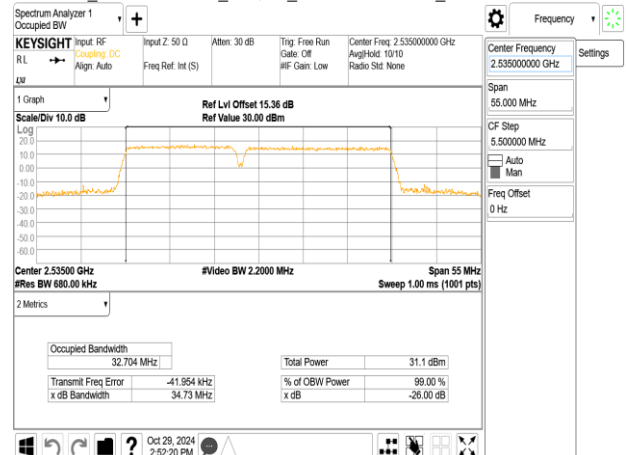 Spectrum Analyzer 1
Occupied BW
Frequency
KEYSIGHT
Input: RF
Input Z: 50 Ω
Atten: 30 dB
Trig: Free Run
Center Freq: 2.535000000 GHz
RL
Coupling: DC
Gate: Off
Avg|Hold: 10/10
Align: Auto
Freq Ref: Int (S)
#IF Gain: Low
Radio Std: None
Center Frequency
2.535000000 GHz
Settings
Span
55.000 MHz
CF Step
5.500000 MHz
Auto
Man
Freq Offset
0 Hz
1 Graph
Ref Lvl Offset 15.36 dB
Scale/Div 10.0 dB
Ref Value 30.00 dBm
Log
20.0
10.0
0.00
-10.0
-20.0
-30.0
-40.0
-50.0
-60.0
Center 2.53500 GHz
#Video BW 2.2000 MHz
Span 55 MHz
#Res BW 680.00 kHz
Sweep 1.00 ms (1001 pts)
2 Metrics
Occupied Bandwidth
32.704 MHz
Total Power
31.1 dBm
Transmit Freq Error
-41.954 kHz
% of OBW Power
99.00 %
x dB Bandwidth
34.73 MHz
x dB
-26.00 dB
?
Oct 29, 2024
2:52:20 PM